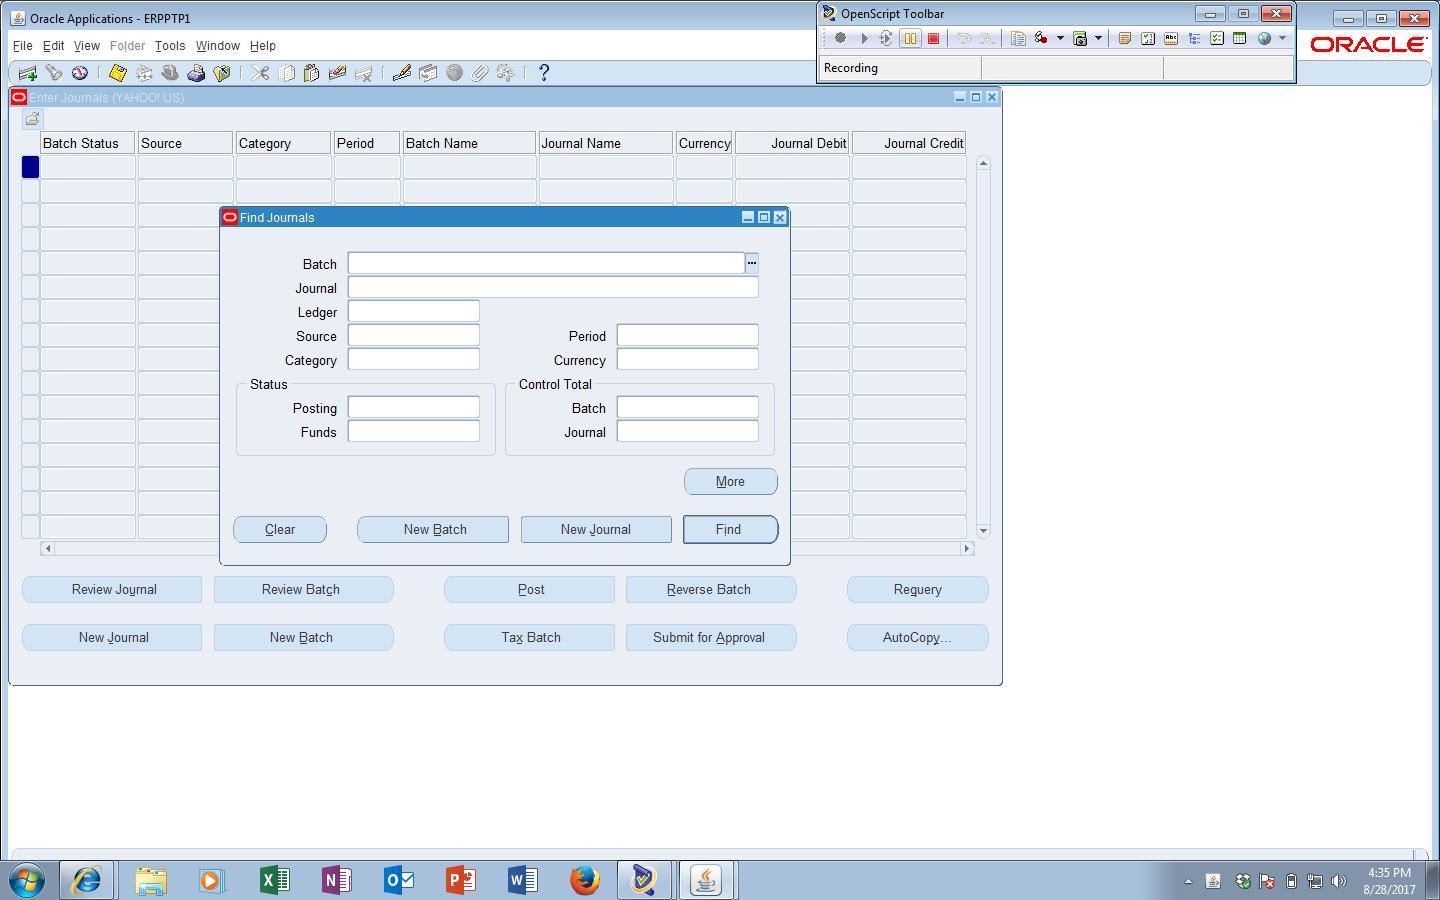 Oracle Applications - ERPPTP1
OpenScript Toolbar
File Edit View Folder Tools Window Help
ORACLE
Recording
Enter Journals (YAHOO! US)
Batch Status Source Category Period Batch Name Journal Name Currency Journal Debit Journal Credit
Find Journals
Batch
Journal
Ledger
Source Period
Category Currency
Status Control Total
Posting Batch
Funds Journal
More
Clear New Batch New Journal Find
Review Journal Review Batch Post Reverse Batch Requery
New Journal New Batch Tax Batch Submit for Approval AutoCopy...
4:35 PM
8/28/2017